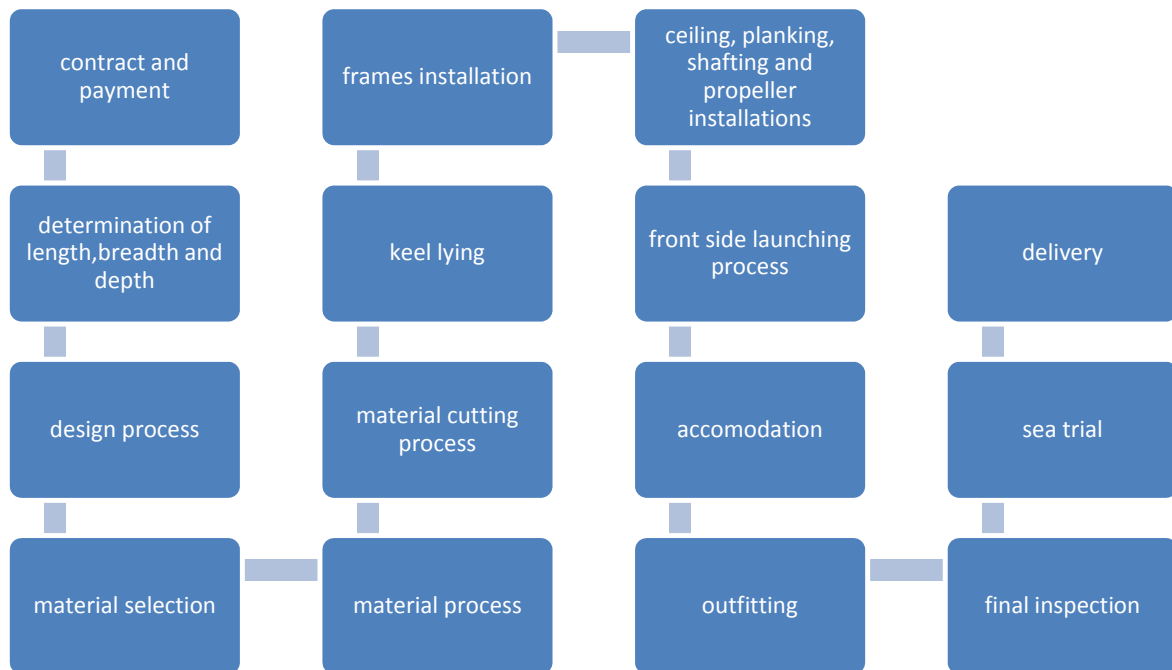 contract and
payment
determination of
length,breadth and
depth
design process
material selection
material process
material cutting
process
keel lying
frames installation
ceiling, planking,
shafting and
propeller
installations
front side launching
process
accomodation
outfitting
final inspection
sea trial
delivery